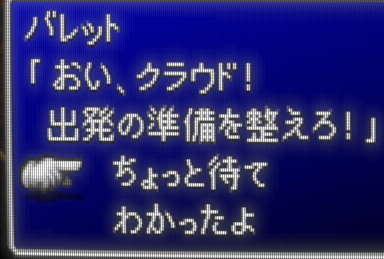 バレット
「おい、クラウド!
出発の準備を整えろ!」
ちょっと待て
わかったよ